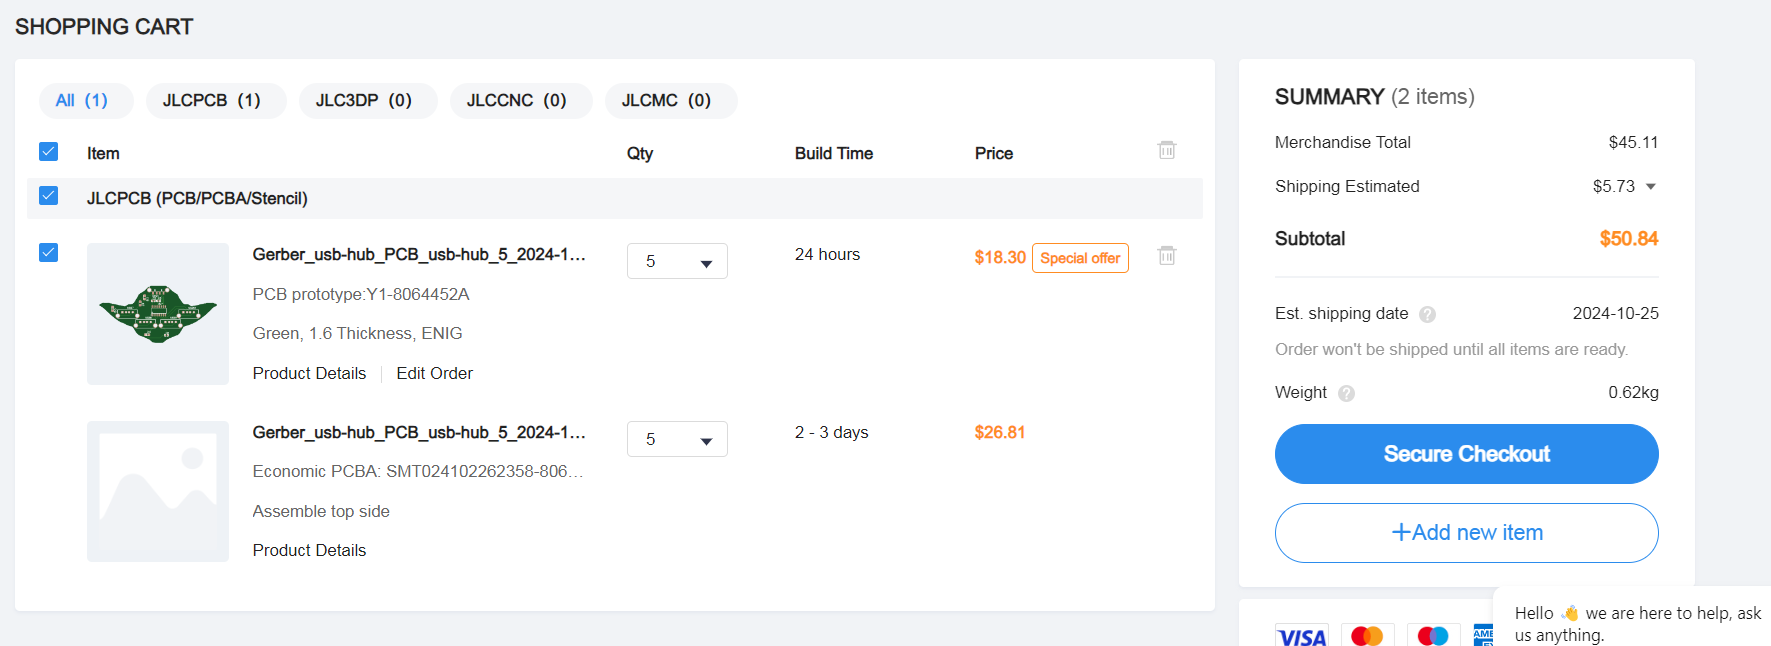 SHOPPING CART
All (1)
JLCPCB (1)
JLC3DP (0)
JLCCNC (0)
JLCMC (0)
Item
Qty
Build Time
Price
JLCPCB (PCB/PCBA/Stencil)
Gerber_usb-hub_PCB_usb-hub_5_2024-1...
5
24 hours
$18.30
Special offer
PCB prototype:Y1-8064452A
Green, 1.6 Thickness, ENIG
Product Details
Edit Order
Gerber_usb-hub_PCB_usb-hub_5_2024-1...
5
2 - 3 days
$26.81
Economic PCBA: SMT024102262358-806...
Assemble top side
Product Details
SUMMARY (2 items)
Merchandise Total $45.11
Shipping Estimated $5.73
Subtotal $50.84
Est. shipping date ? 2024-10-25
Order won't be shipped until all items are ready.
Weight ? 0.62kg
Secure Checkout
+Add new item
VISA
AME
Hello 👋 we are here to help, ask
us anything.